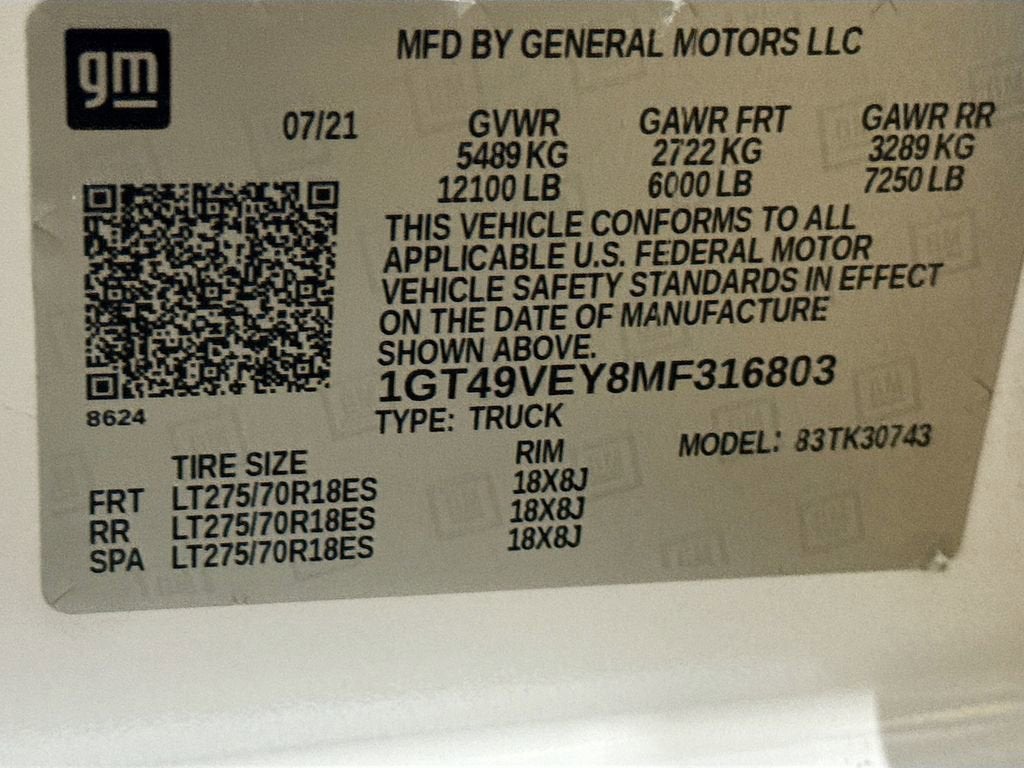 gm
MFD BY GENERAL MOTORS LLC
07/21
GVWR GAWR FRT GAWR RR
5489 KG 2722 KG 3289 KG
12100 LB 6000 LB 7250 LB
THIS VEHICLE CONFORMS TO ALL
APPLICABLE U.S. FEDERAL MOTOR
VEHICLE SAFETY STANDARDS IN EFFECT
ON THE DATE OF MANUFACTURE
SHOWN ABOVE.
1GT49VEY8MF316803
8624
TYPE: TRUCK
MODEL: 83TK30743
TIRE SIZE RIM
FRT LT275/70R18ES 18X8J
RR LT275/70R18ES 18X8J
SPA LT275/70R18ES 18X8J